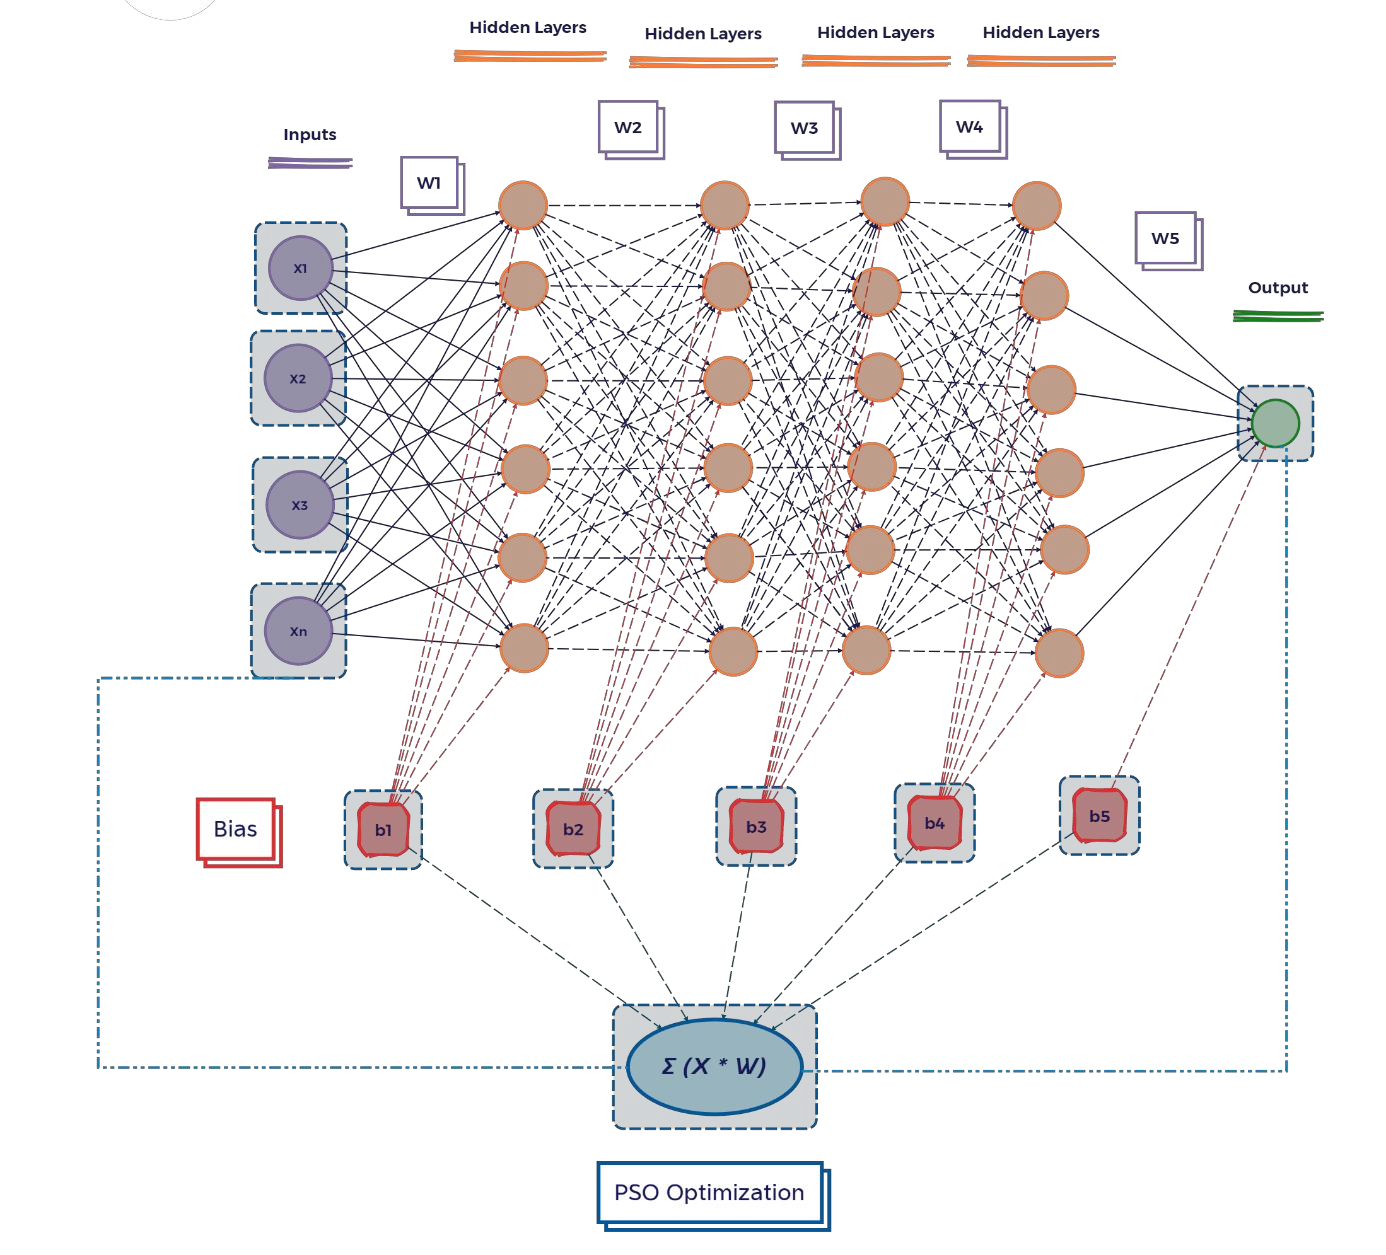 Hidden Layers
Hidden Layers
Hidden Layers
Hidden Layers
W2
W3
W4
Inputs
W1
W5
Output
X1
X2
X3
Xn
Bias
b1
b2
b3
b4
b5
Σ (X * W)
PSO Optimization